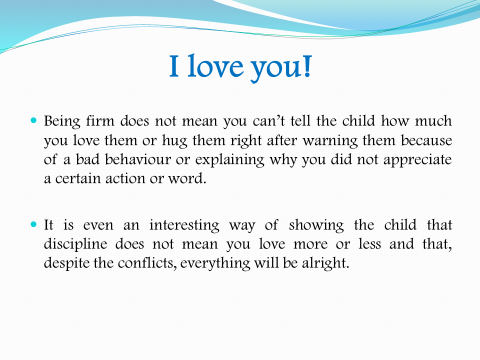 I love you!
Being firm does not mean you can't tell the child how much
you love them or hug them right after warning them because
of a bad behaviour or explaining why you did not appreciate
a certain action or word.
It is even an interesting way of showing the child that
discipline does not mean you love more or less and that,
despite the conflicts, everything will be alright.